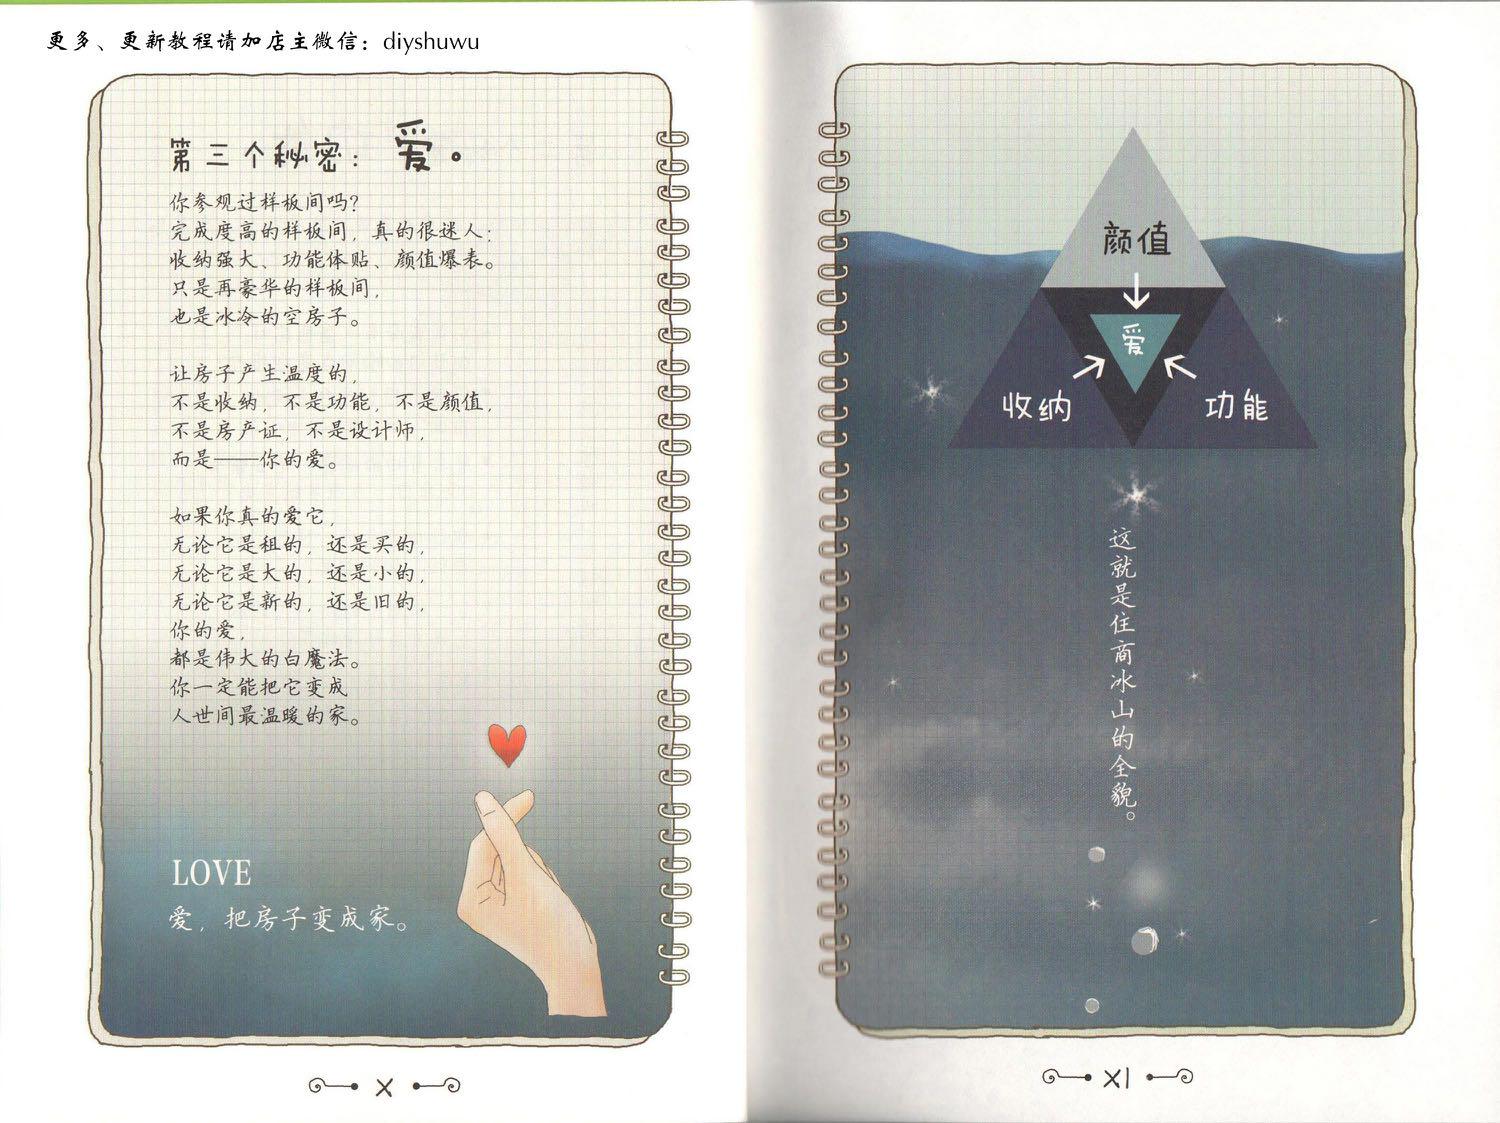 更多、更新教程请加店主微信：diyshuwu
第三个秘密：爱。
你参观过样板间吗？
完成度高的样板间，真的很迷人；
收纳强大、功能体贴、颜值爆表。
只是再豪华的样板间，
也是冰冷的空房子。
让房子产生温度的，
不是收纳，不是功能，不是颜值，
不是房产证，不是设计师，
而是——你的爱。
如果你真的爱它，
无论它是租的，还是买的，
无论它是大的，还是小的，
无论它是新的，还是旧的，
你的爱，
都是伟大的白魔法。
你一定能把它变成
人世间最温暖的家。
LOVE
爱，把房子变成家。
X
颜值
爱
收纳
功能
这就是住商冰山的全貌。
XI